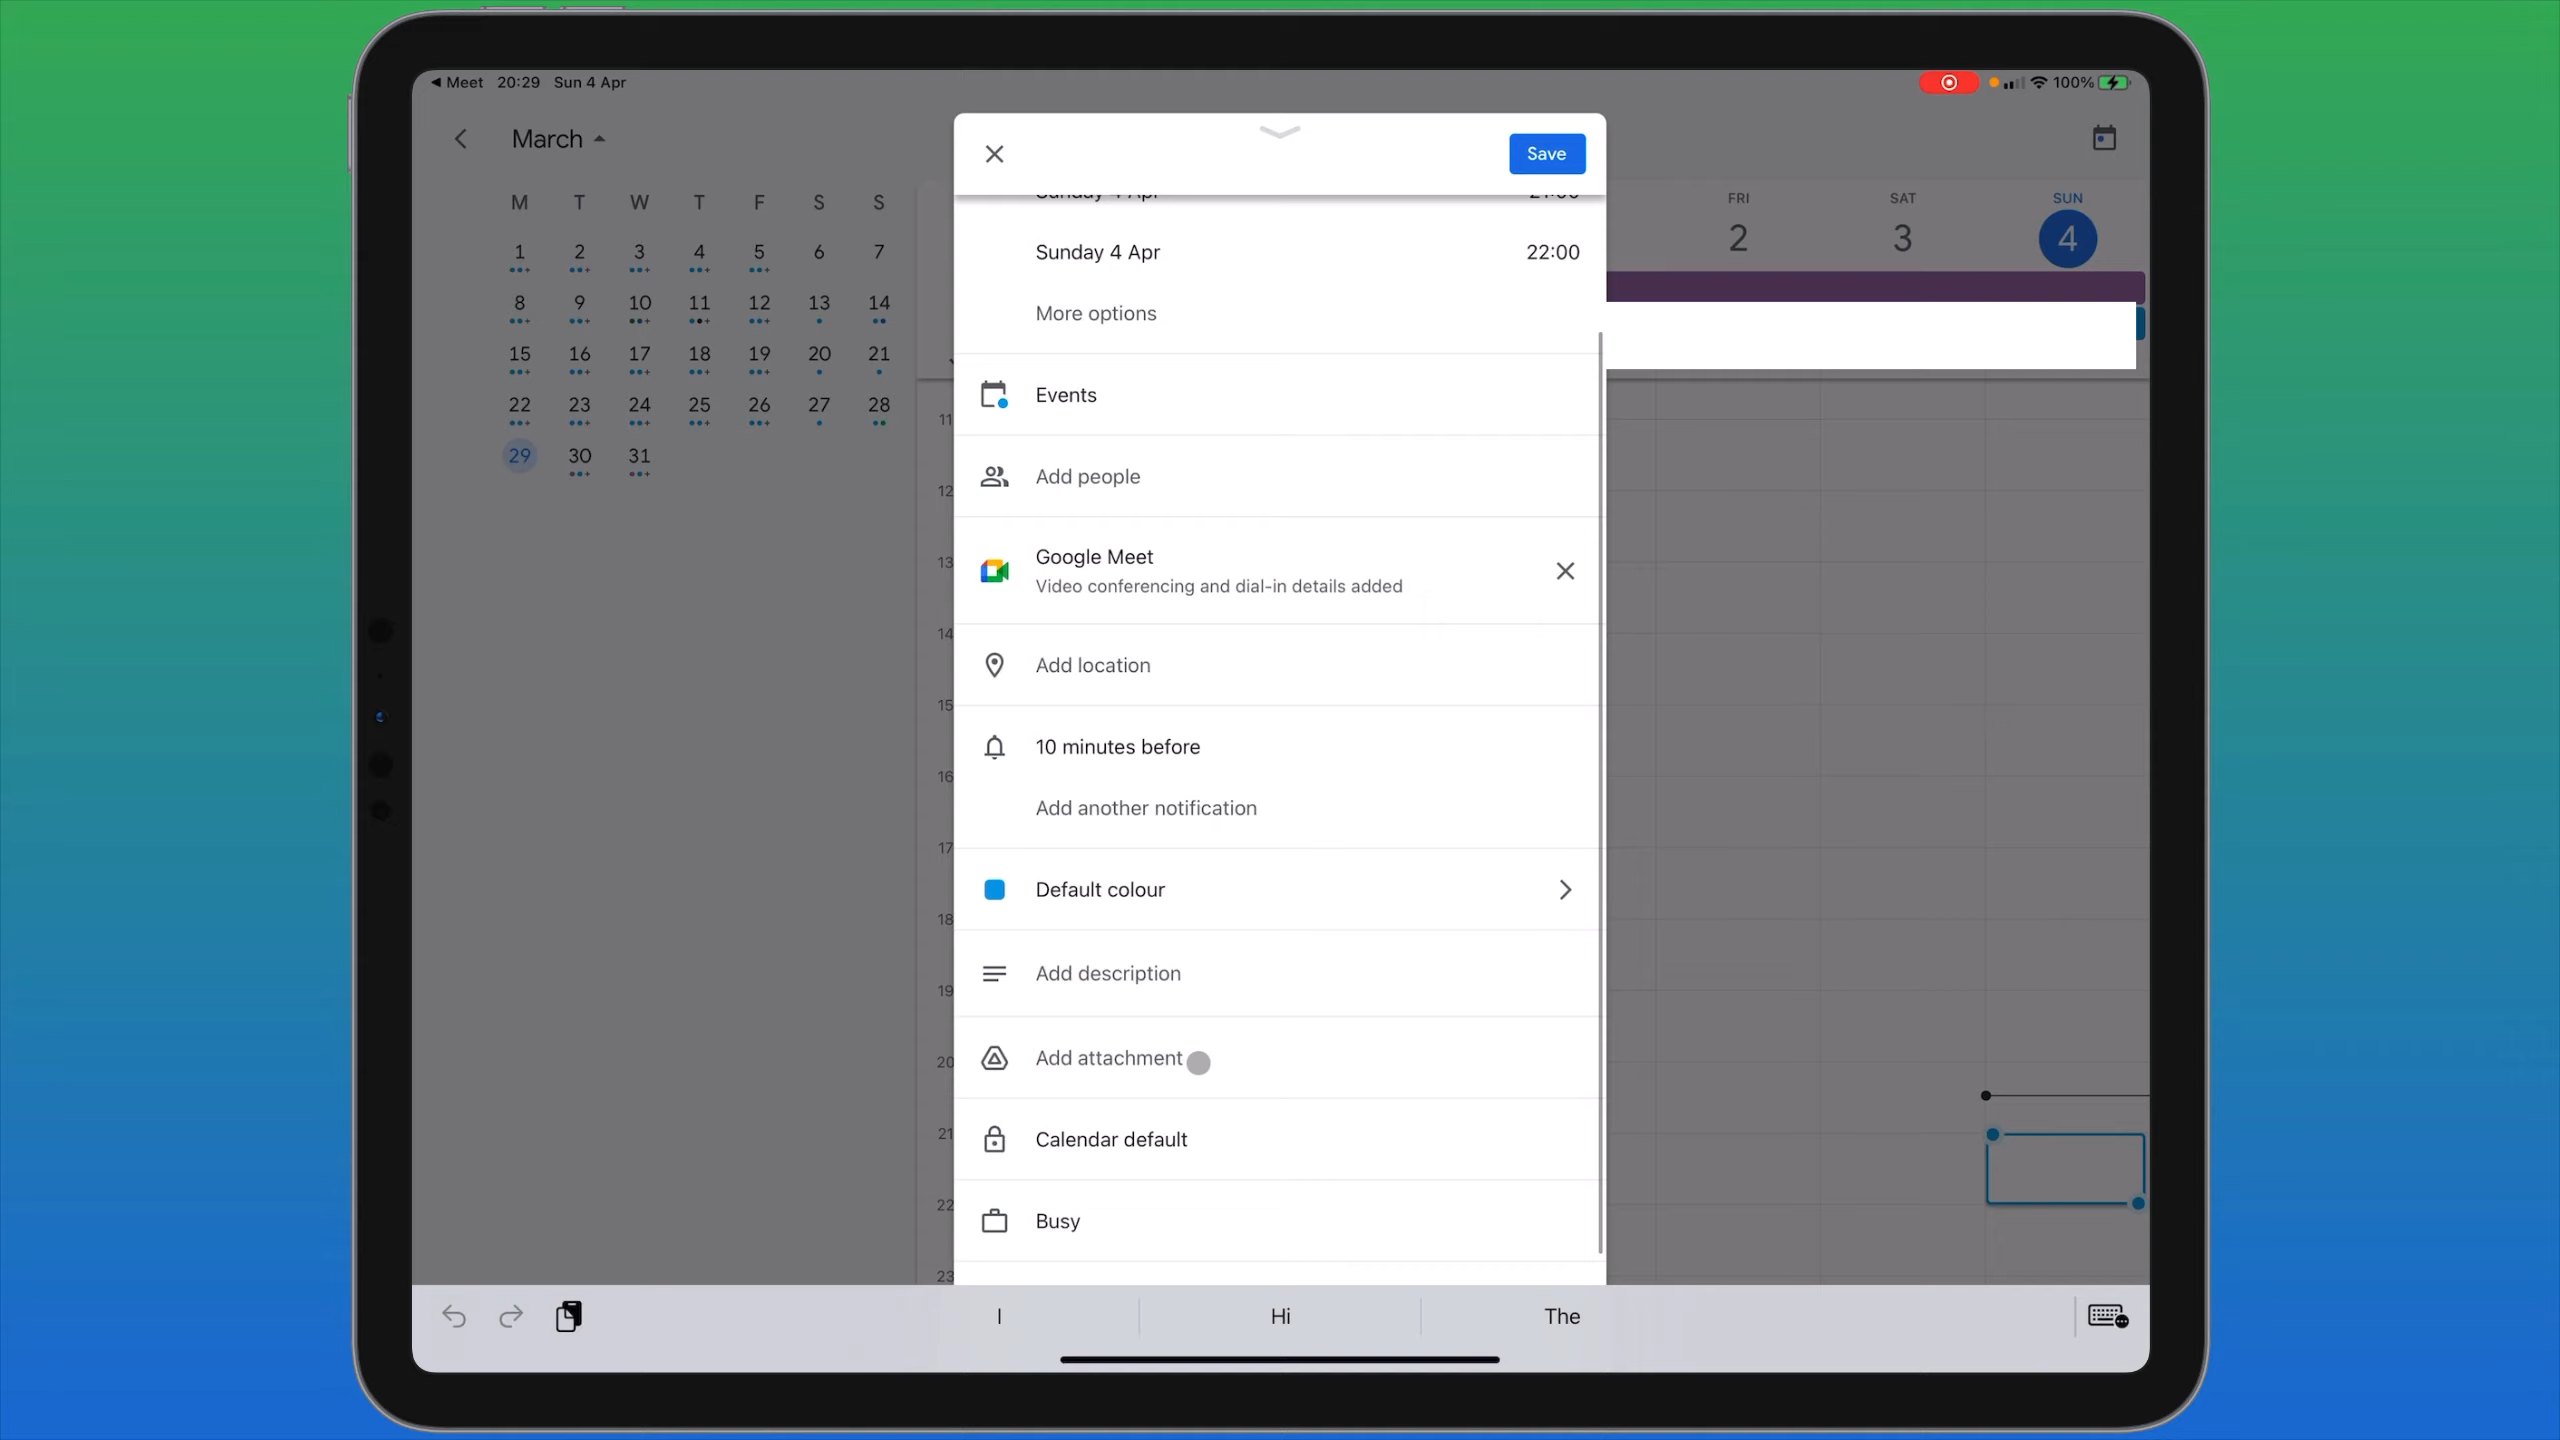 Meet 20:29 Sun 4 Apr
100%
March
Save
M T W T F S S
1 2 3 4 5 6 7
8 9 10 11 12 13 14
15 16 17 18 19 20 21
22 23 24 25 26 27 28
29 30 31
FRI SAT SUN
2 3 4
Sunday 4 Apr 21:00
Sunday 4 Apr 22:00
More options
Events
Add people
Google Meet
Video conferencing and dial-in details added
Add location
10 minutes before
Add another notification
Default colour
Add description
Add attachment
Calendar default
Busy
11
12
13
14
15
16
17
18
19
20
21
22
23
I Hi The